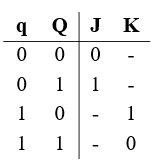 q Q J K
0 0 0 -
0 1 1 -
1 0 - 1
1 1 - 0